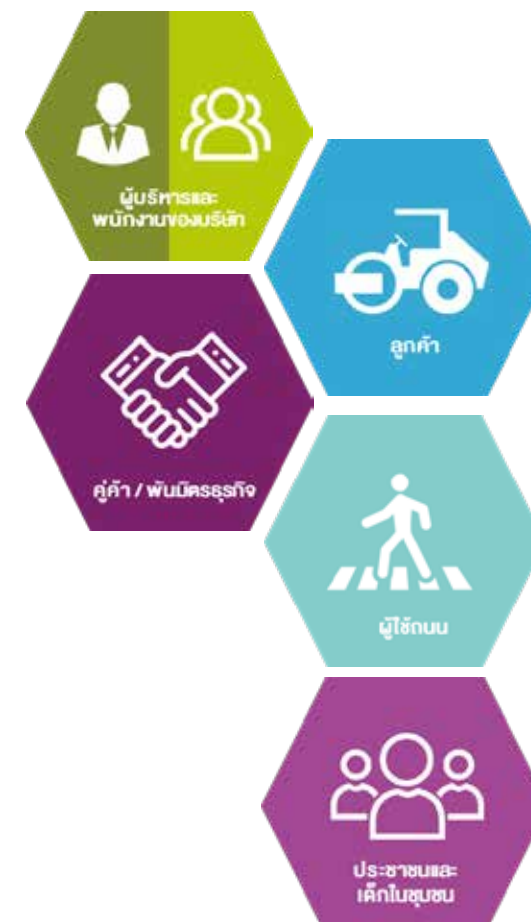 ผู้บริหารและ
พนักงานของบริษัท
ลูกค้า
คู่ค้า / พันมิตรธุรกิจ
ผู้ใช้ถนน
ประชาชนและ
เด็กในชุมชน